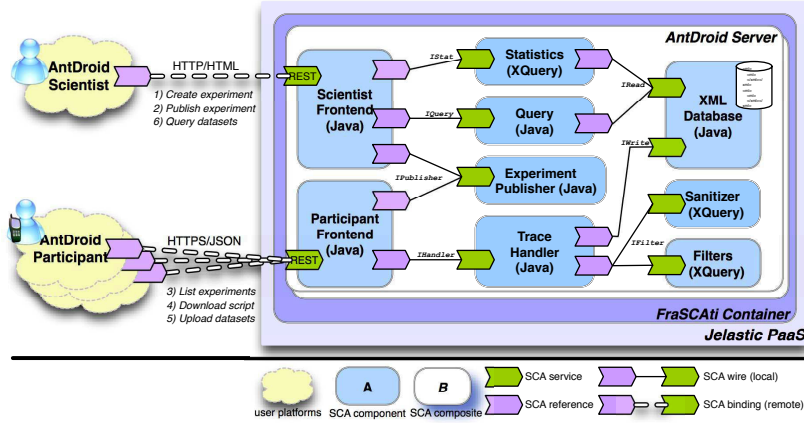 AntDroid Server
AntDroid
Scientist
HTTP/HTML
1) Create experiment
2) Publish experiment
6) Query datasets
REST
Scientist
Frontend
(Java)
IStat
Statistics
(XQuery)
IRead
XML
Database
(Java)
IQuery
Query
(Java)
IWrite
IPublisher
Experiment
Publisher (Java)
Sanitizer
(XQuery)
AntDroid
Participant
HTTPS/JSON
3) List experiments
4) Download script
5) Upload datasets
REST
Participant
Frontend
(Java)
IHandler
Trace
Handler
(Java)
IFilter
Filters
(XQuery)
FraSCAti Container
Jelastic PaaS
user platforms
A
SCA component
B
SCA composite
SCA service
SCA reference
SCA wire (local)
SCA binding (remote)